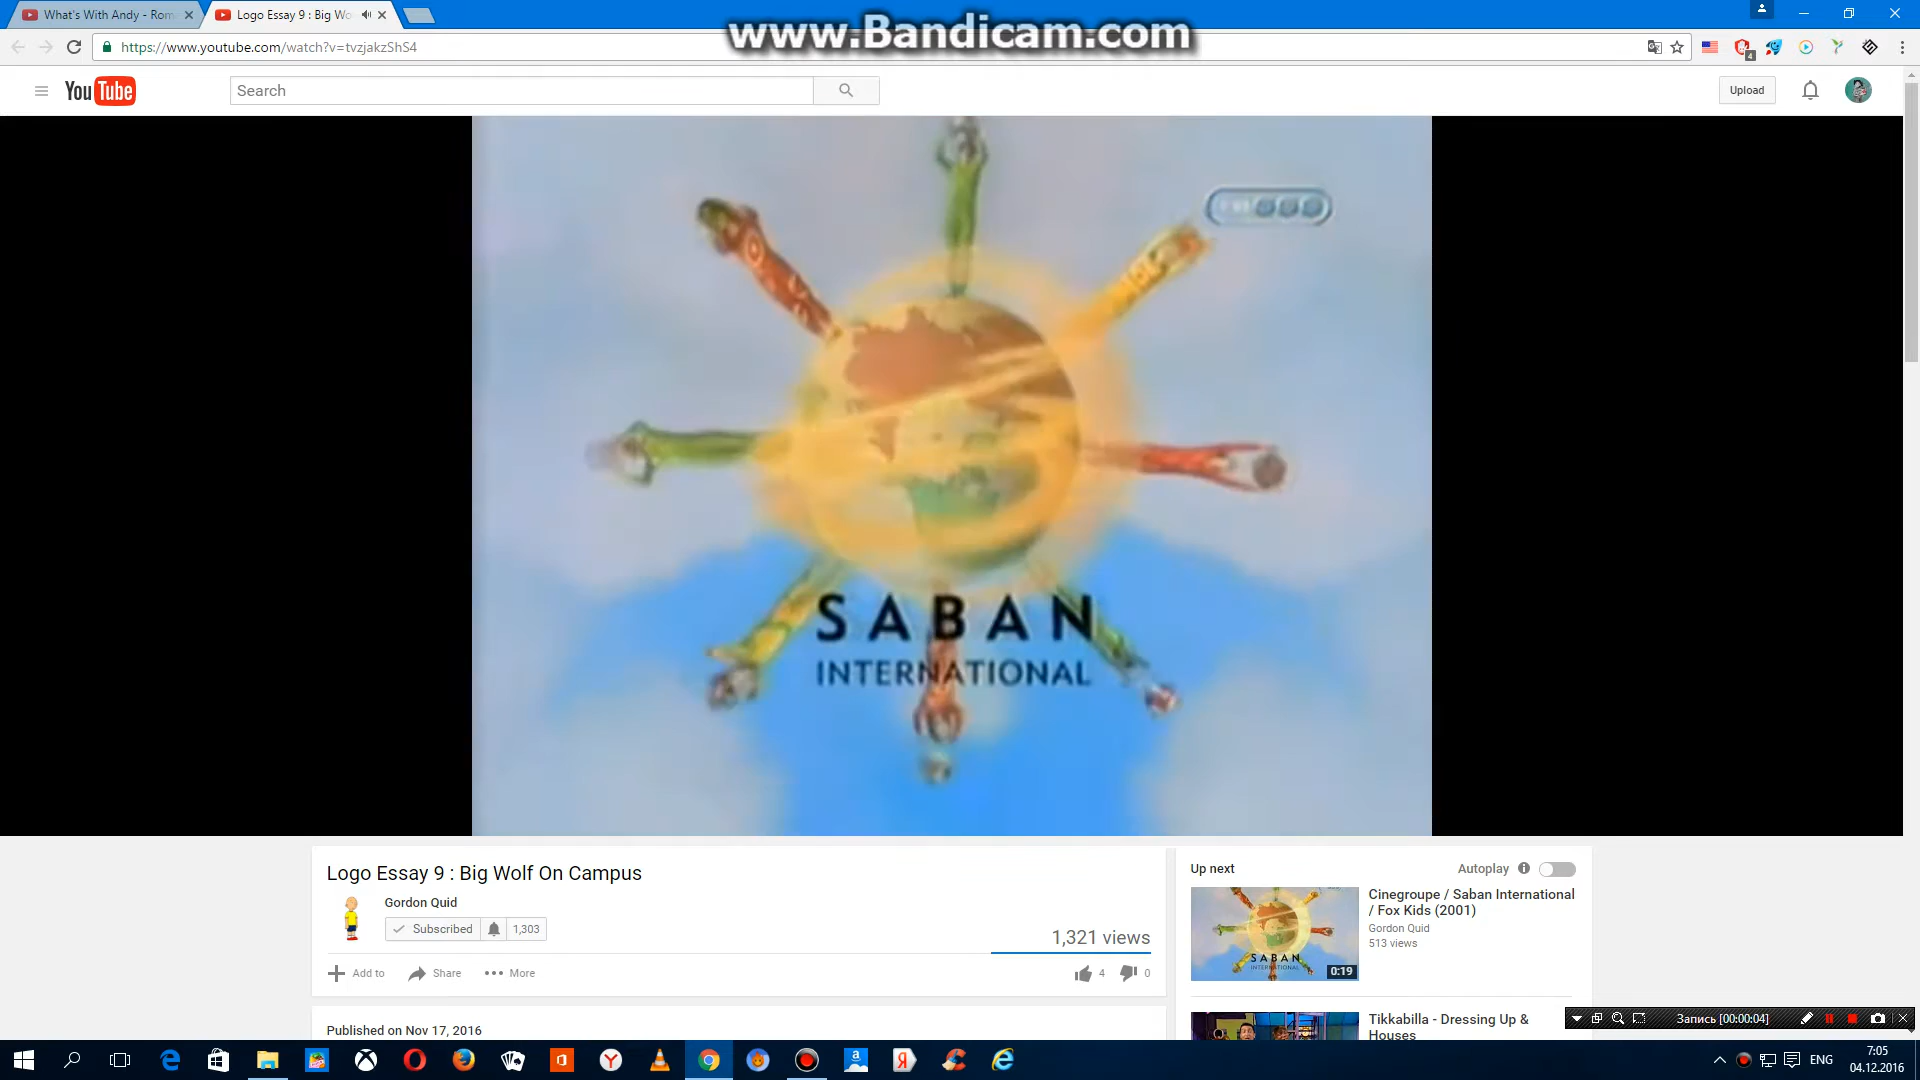 What's With Andy - Rom
Logo Essay 9 : Big Wo
www.Bandicam.com
https://www.youtube.com/watch?v=tvzjakzShS4
4
YouTube
Search
Upload
SABAN
INTERNATIONAL
Logo Essay 9 : Big Wolf On Campus
Gordon Quid
Subscribed
1,303
1,321 views
Add to
Share
More
4
0
Published on Nov 17, 2016
Up next
Autoplay
Cinegroupe / Saban International
/ Fox Kids (2001)
Gordon Quid
513 views
SABAN
INTERNATIONAL
0:19
Tikkabilla - Dressing Up &
Houses
Запись [00:00:04]
ENG
7:05
04.12.2016